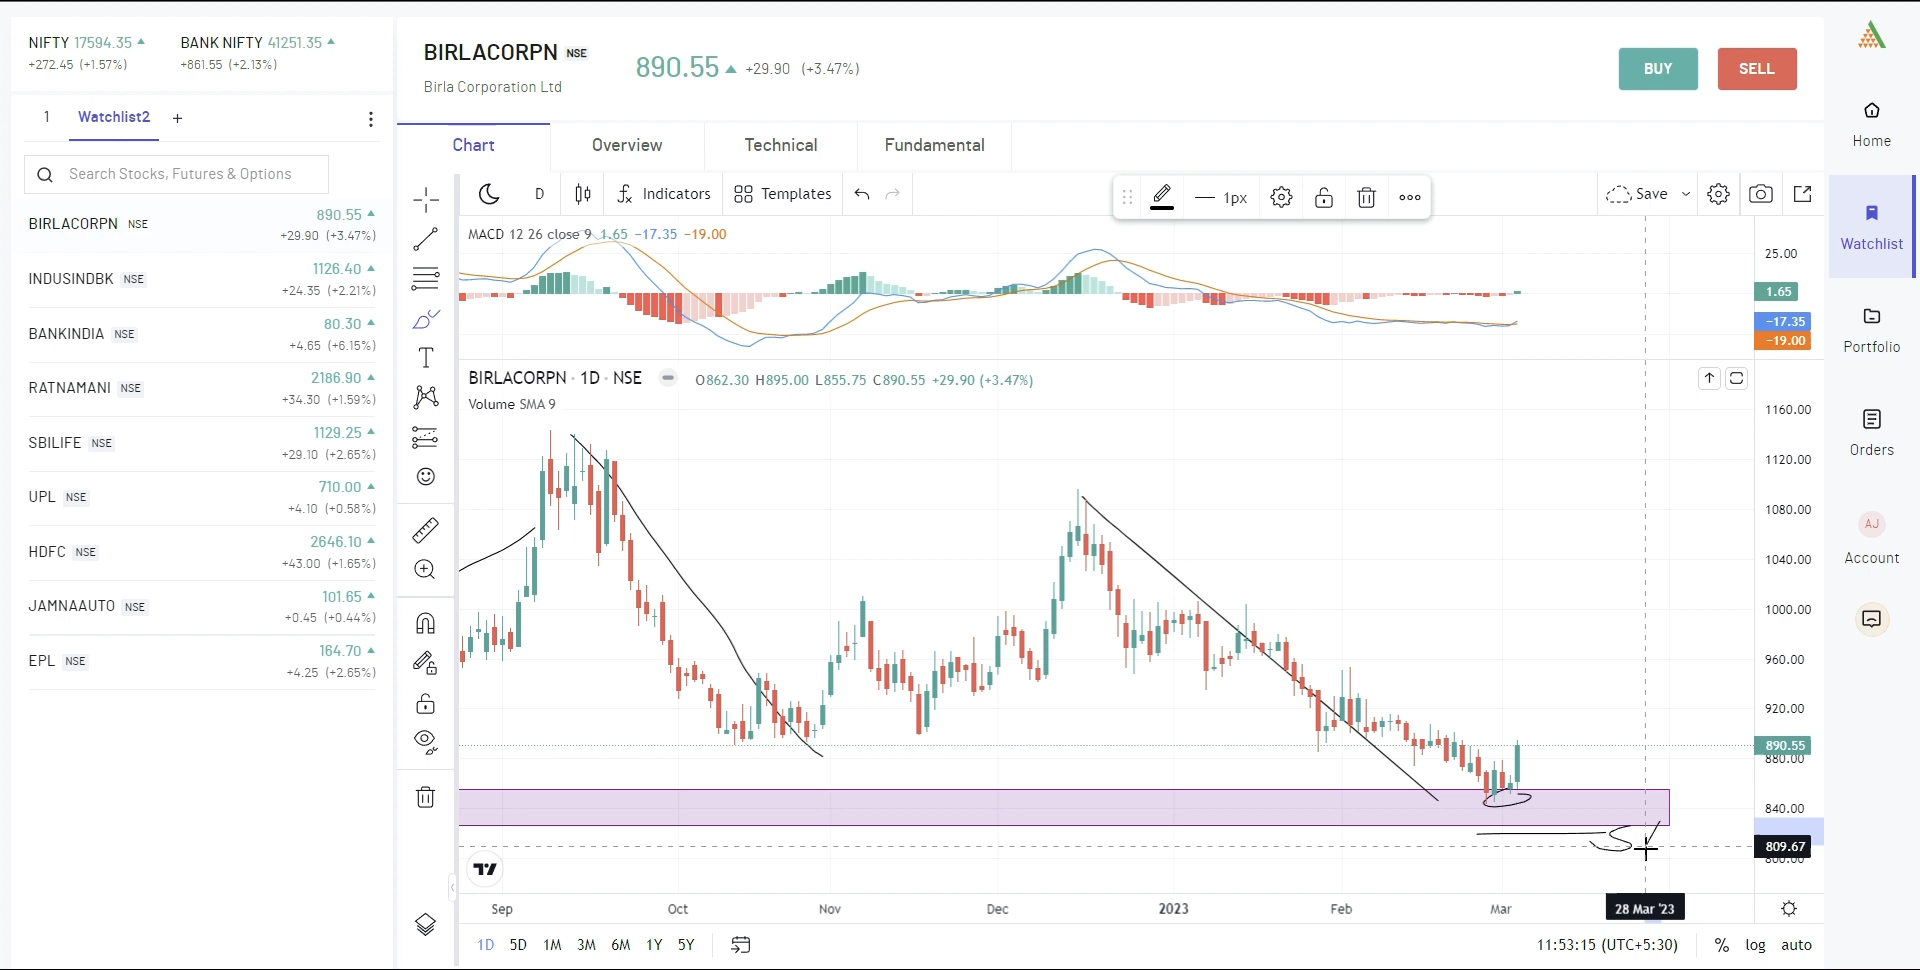 NIFTY 17594.35 BANK NIFTY 41251.35
+272.45 (+1.57%) +861.55 (+2.13%)
1 Watchlist2 +
Search Stocks, Futures & Options
BIRLACORPN NSE 890.55
+29.90 (+3.47%)
INDUSINDBK NSE 1126.40
+24.35 (+2.21%)
BANKINDIA NSE 80.30
+4.65 (+6.15%)
RATNAMANI NSE 2186.90
+34.30 (+1.59%)
SBILIFE NSE 1129.25
+29.10 (+2.65%)
UPL NSE 710.00
+4.10 (+0.58%)
HDFC NSE 2646.10
+43.00 (+1.65%)
JAMNAAUTO NSE 101.65
+0.45 (+0.44%)
EPL NSE 164.70
+4.25 (+2.65%)
BIRLACORPN NSE 890.55 +29.90 (+3.47%)
Birla Corporation Ltd
BUY SELL
Chart Overview Technical Fundamental
D Indicators Templates 1px Save
MACD 12 26 close 9 1.65 −17.35 −19.00
25.00
1.65
−17.35
−19.00
BIRLACORPN · 1D · NSE O862.30 H895.00 L855.75 C890.55 +29.90 (+3.47%)
Volume SMA 9
1160.00
1120.00
1080.00
1040.00
1000.00
960.00
920.00
890.55
880.00
840.00
809.67
800.00
Sep Oct Nov Dec 2023 Feb Mar 28 Mar '23
1D 5D 1M 3M 6M 1Y 5Y 11:53:15 (UTC+5:30) % log auto
Home
Watchlist
Portfolio
Orders
AJ
Account